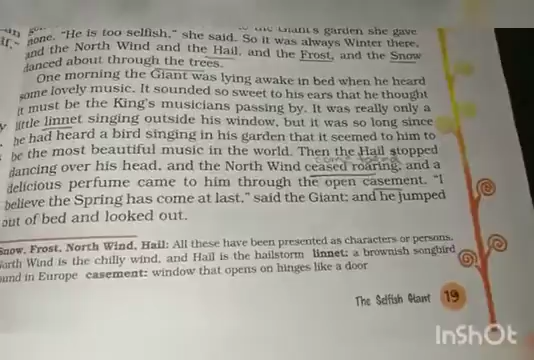 Giant's garden she gave
none. "He is too selfish," she said. So it was always Winter there,
and the North Wind and the Hail, and the Frost, and the Snow
danced about through the trees.
One morning the Giant was lying awake in bed when he heard
some lovely music. It sounded so sweet to his ears that he thought
it must be the King's musicians passing by. It was really only a
little linnet singing outside his window, but it was so long since
he had heard a bird singing in his garden that it seemed to him to
be the most beautiful music in the world. Then the Hail stopped
dancing over his head, and the North Wind ceased roaring, and a
delicious perfume came to him through the open casement. "I
believe the Spring has come at last," said the Giant; and he jumped
out of bed and looked out.
Snow, Frost, North Wind, Hail: All these have been presented as characters or persons.
North Wind is the chilly wind, and Hail is the hailstorm linnet: a brownish songbird
found in Europe casement: window that opens on hinges like a door
The Selfish Giant 19
InShOt